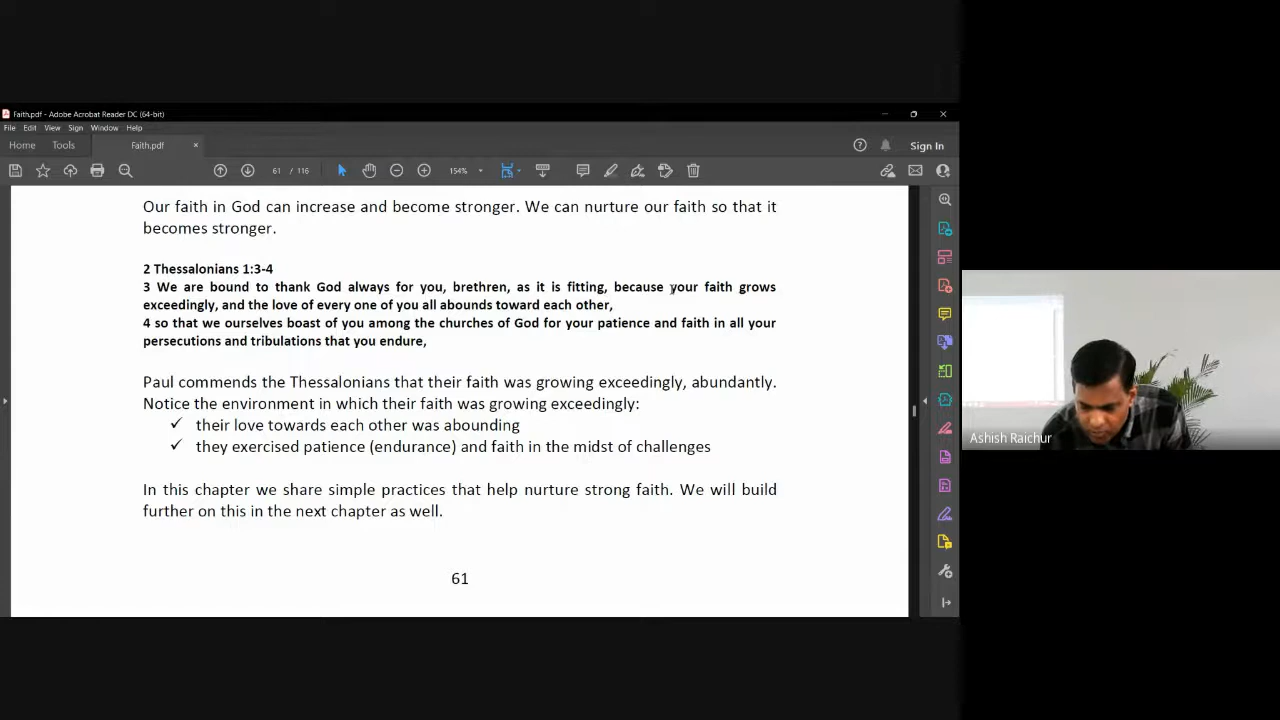 Faith.pdf - Adobe Acrobat Reader DC (64-bit)
File Edit View Sign Window Help
Home Tools Faith.pdf × Sign In
61 / 116 154%
Our faith in God can increase and become stronger. We can nurture our faith so that it
becomes stronger.
2 Thessalonians 1:3-4
3 We are bound to thank God always for you, brethren, as it is fitting, because your faith grows
exceedingly, and the love of every one of you all abounds toward each other,
4 so that we ourselves boast of you among the churches of God for your patience and faith in all your
persecutions and tribulations that you endure,
Paul commends the Thessalonians that their faith was growing exceedingly, abundantly.
Notice the environment in which their faith was growing exceedingly:
✓ their love towards each other was abounding
✓ they exercised patience (endurance) and faith in the midst of challenges
In this chapter we share simple practices that help nurture strong faith. We will build
further on this in the next chapter as well.
61
Ashish Raichur